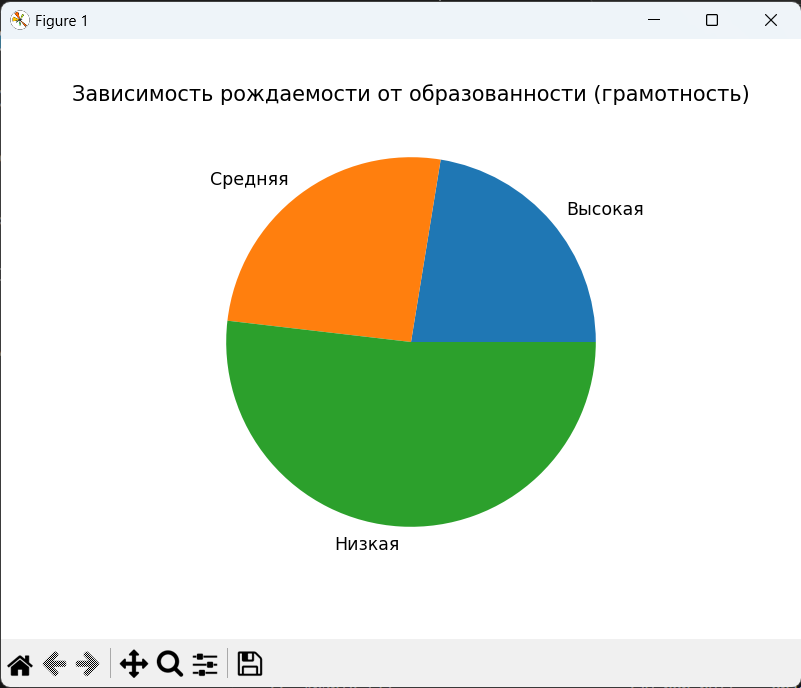 Figure 1
Зависимость рождаемости от образованности (грамотность)
Средняя
Высокая
Низкая